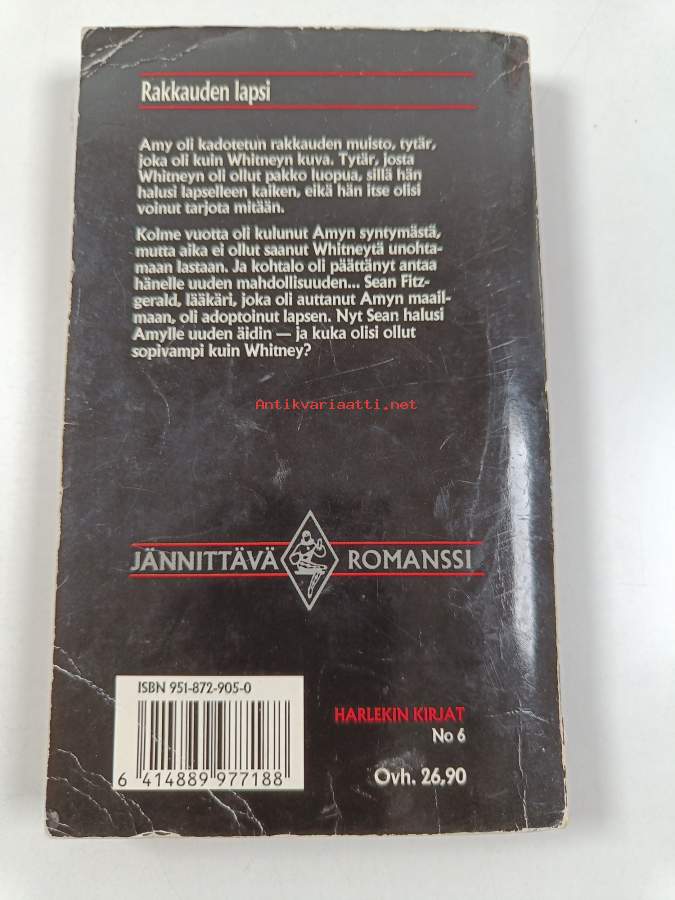 Rakkauden lapsi
Amy oli kadotetun rakkauden muisto, tytär,
joka oli kuin Whitneyn kuva. Tytär, josta
Whitneyn oli ollut pakko luopua, sillä hän
halusi lapselleen kaiken, eikä hän itse olisi
voinut tarjota mitään.
Kolme vuotta oli kulunut Amyn syntymästä,
mutta aika ei ollut saanut Whitneytä unohta-
maan lastaan. Ja kohtalo oli päättänyt antaa
hänelle uuden mahdollisuuden... Sean Fitz-
gerald, lääkäri, joka oli auttanut Amyn maail-
maan, oli adoptoinut lapsen. Nyt Sean halusi
Amylle uuden äidin — ja kuka olisi ollut
sopivampi kuin Whitney?
Antikvariaatti.net
JÄNNITTÄVÄ ROMANSSI
ISBN 951-872-905-0
6 414889 977188
HARLEKIN KIRJAT
No 6
Ovh. 26,90